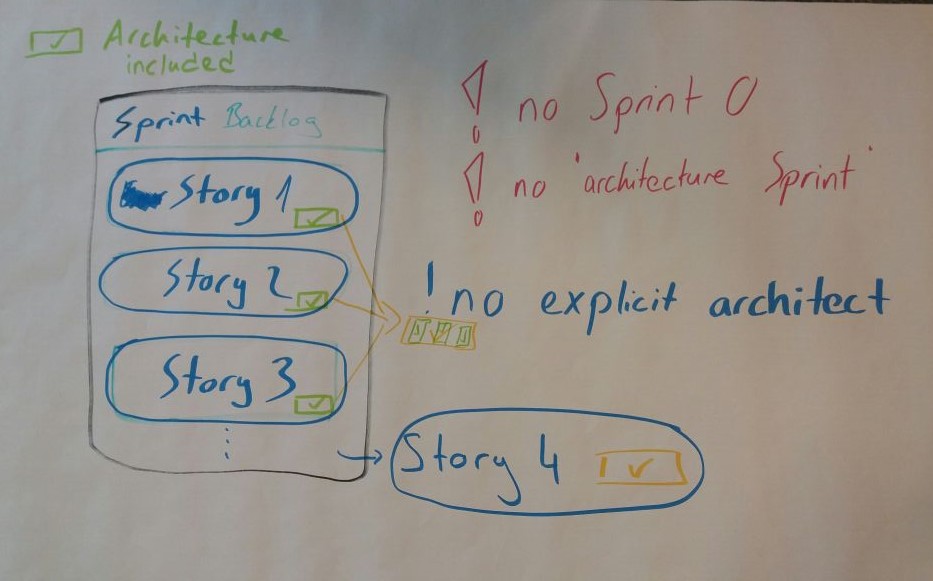 Architecture
included
Sprint Backlog
Story 1
Story 2
Story 3
Story 4
! no Sprint 0
! no "architecture Sprint"
! no explicit architect